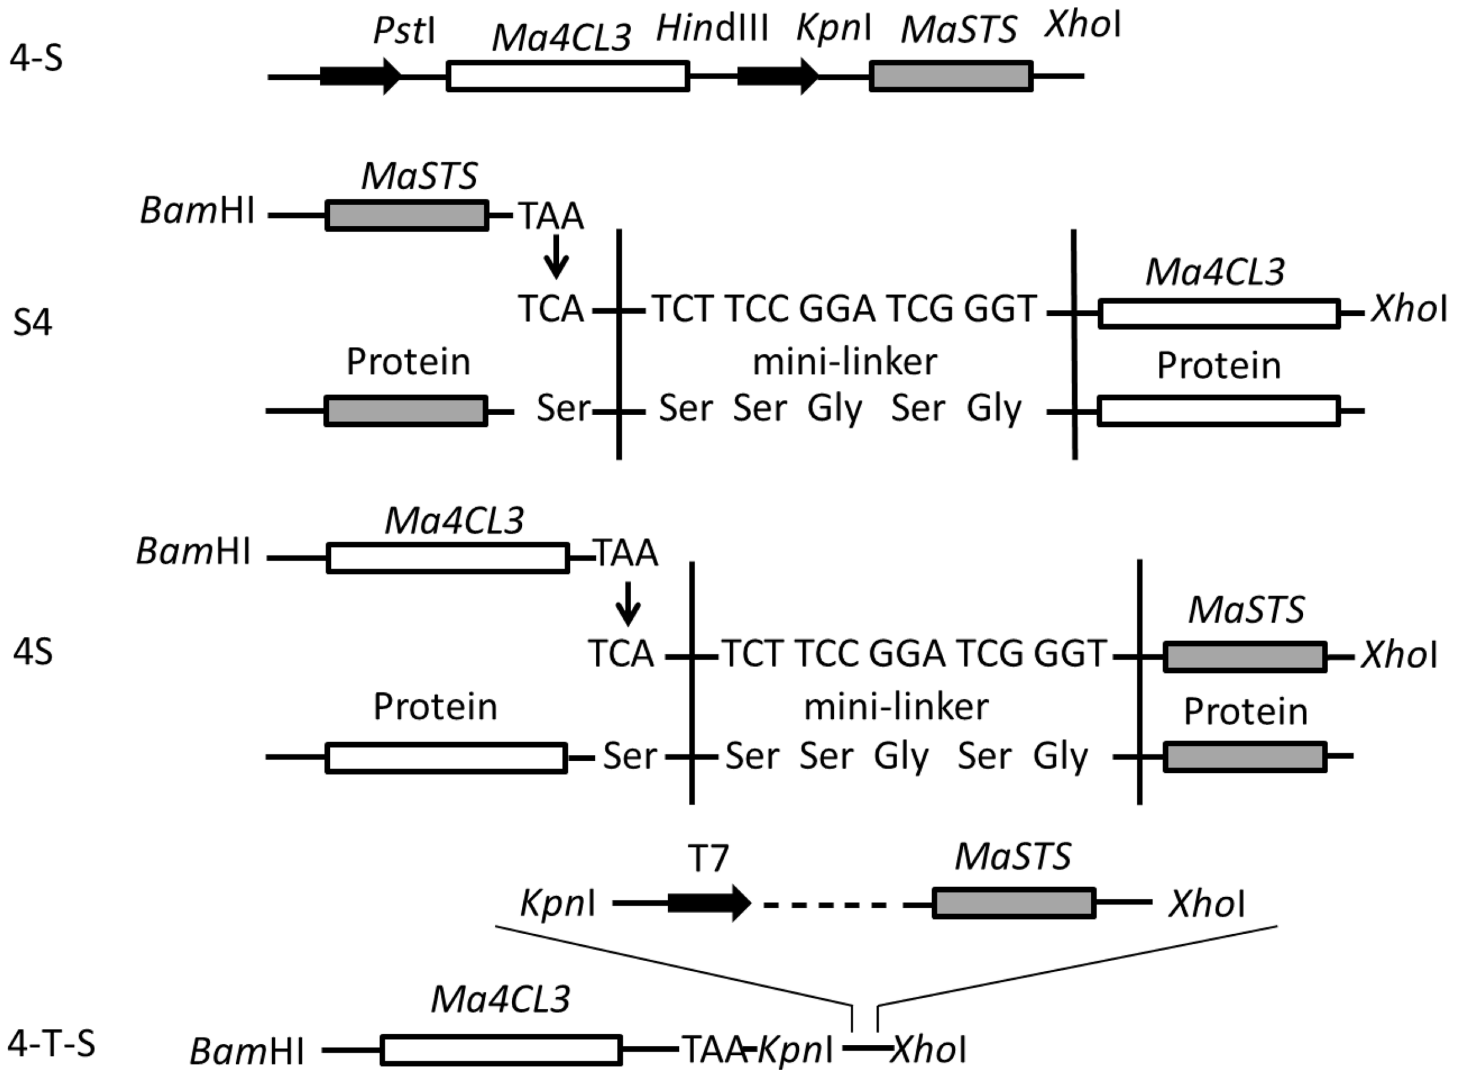 4-S PstI Ma4CL3 HindIII KpnI MaSTS XhoI
MaSTS
BamHI TAA
S4 TCA TCT TCC GGA TCG GGT Ma4CL3 XhoI
Protein mini-linker Protein
Ser Ser Ser Gly Ser Gly
Ma4CL3
BamHI TAA
4S TCA TCT TCC GGA TCG GGT MaSTS XhoI
Protein mini-linker Protein
Ser Ser Ser Gly Ser Gly
T7 MaSTS
KpnI XhoI
Ma4CL3
4-T-S BamHI TAA-KpnI XhoI